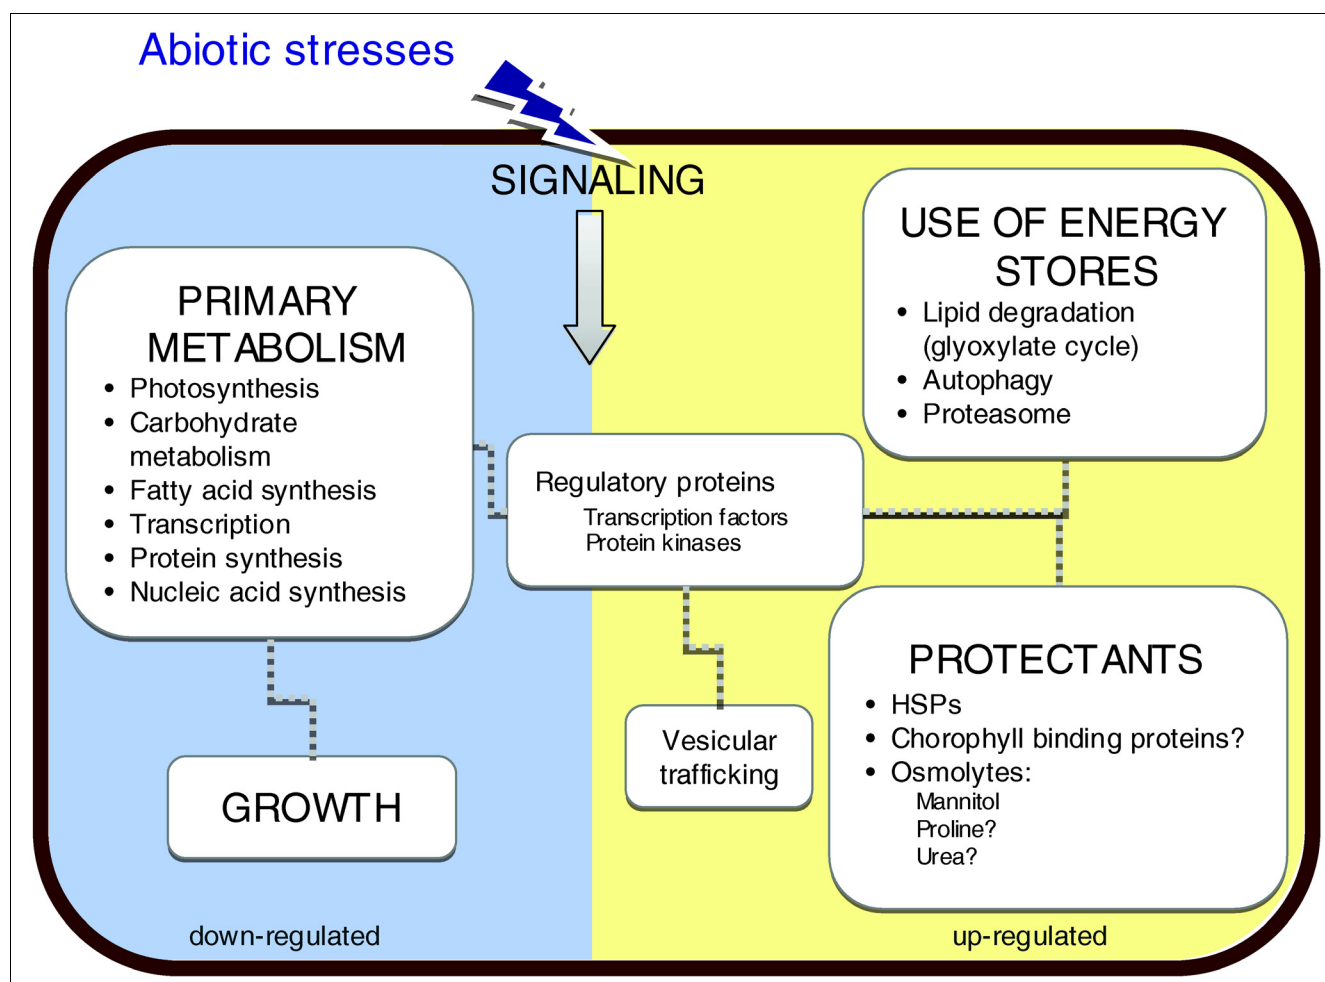 Abiotic stresses
SIGNALING
PRIMARY
METABOLISM
• Photosynthesis
• Carbohydrate
metabolism
• Fatty acid synthesis
• Transcription
• Protein synthesis
• Nucleic acid synthesis
GROWTH
down-regulated
Regulatory proteins
Transcription factors
Protein kinases
Vesicular
trafficking
USE OF ENERGY
STORES
• Lipid degradation
(glyoxylate cycle)
• Autophagy
• Proteasome
PROTECTANTS
• HSPs
• Chorophyll binding proteins?
• Osmolytes:
Mannitol
Proline?
Urea?
up-regulated